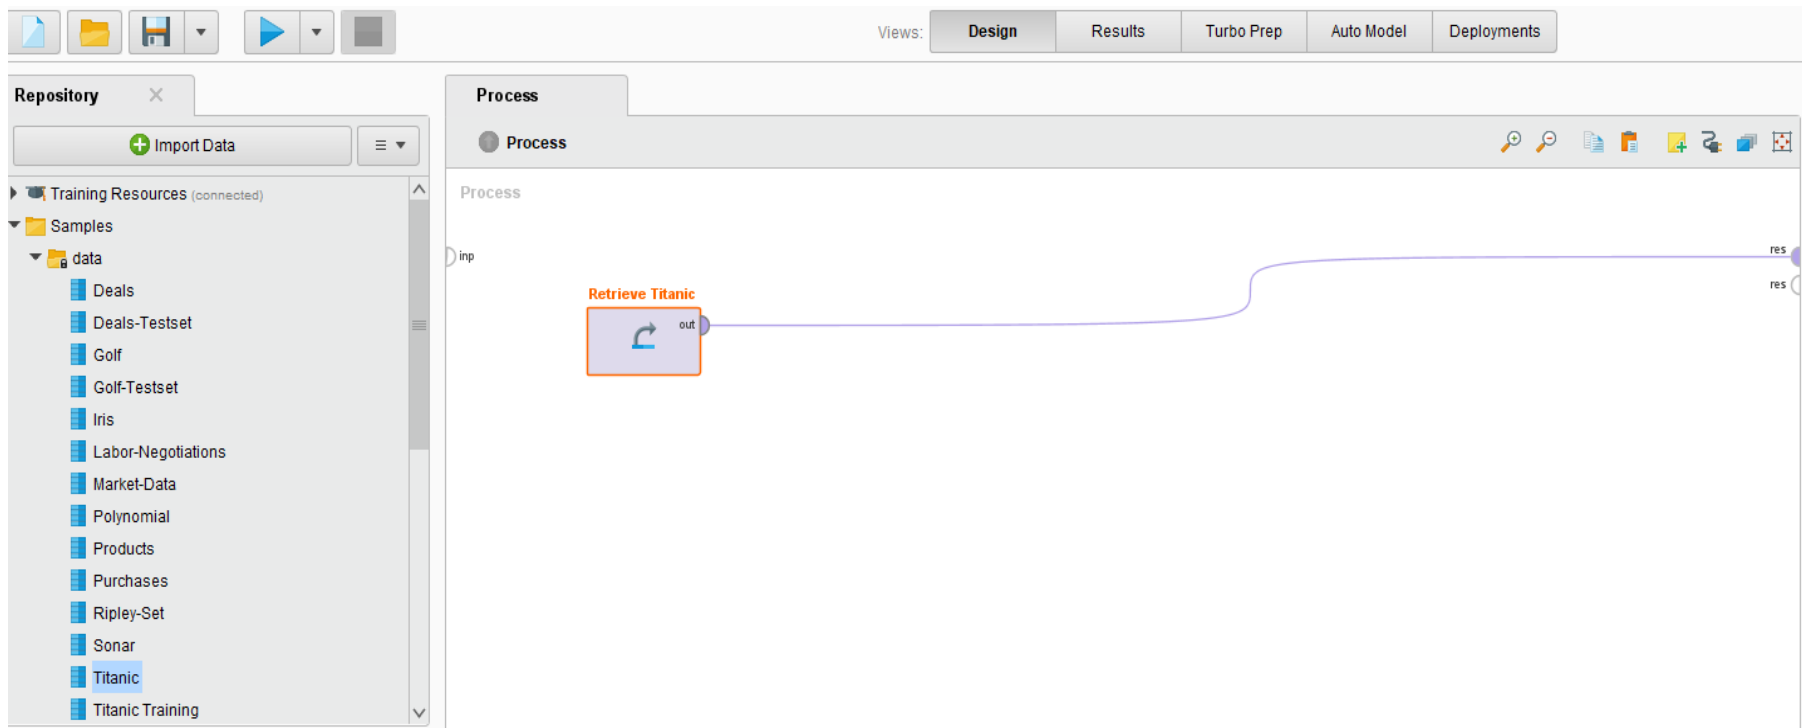 Views: Design Results Turbo Prep Auto Model Deployments
Repository
Import Data
Training Resources (connected)
Samples
data
Deals
Deals-Testset
Golf
Golf-Testset
Iris
Labor-Negotiations
Market-Data
Polynomial
Products
Purchases
Ripley-Set
Sonar
Titanic
Titanic Training
Process
Process
Process
inp
Retrieve Titanic
out
res
res